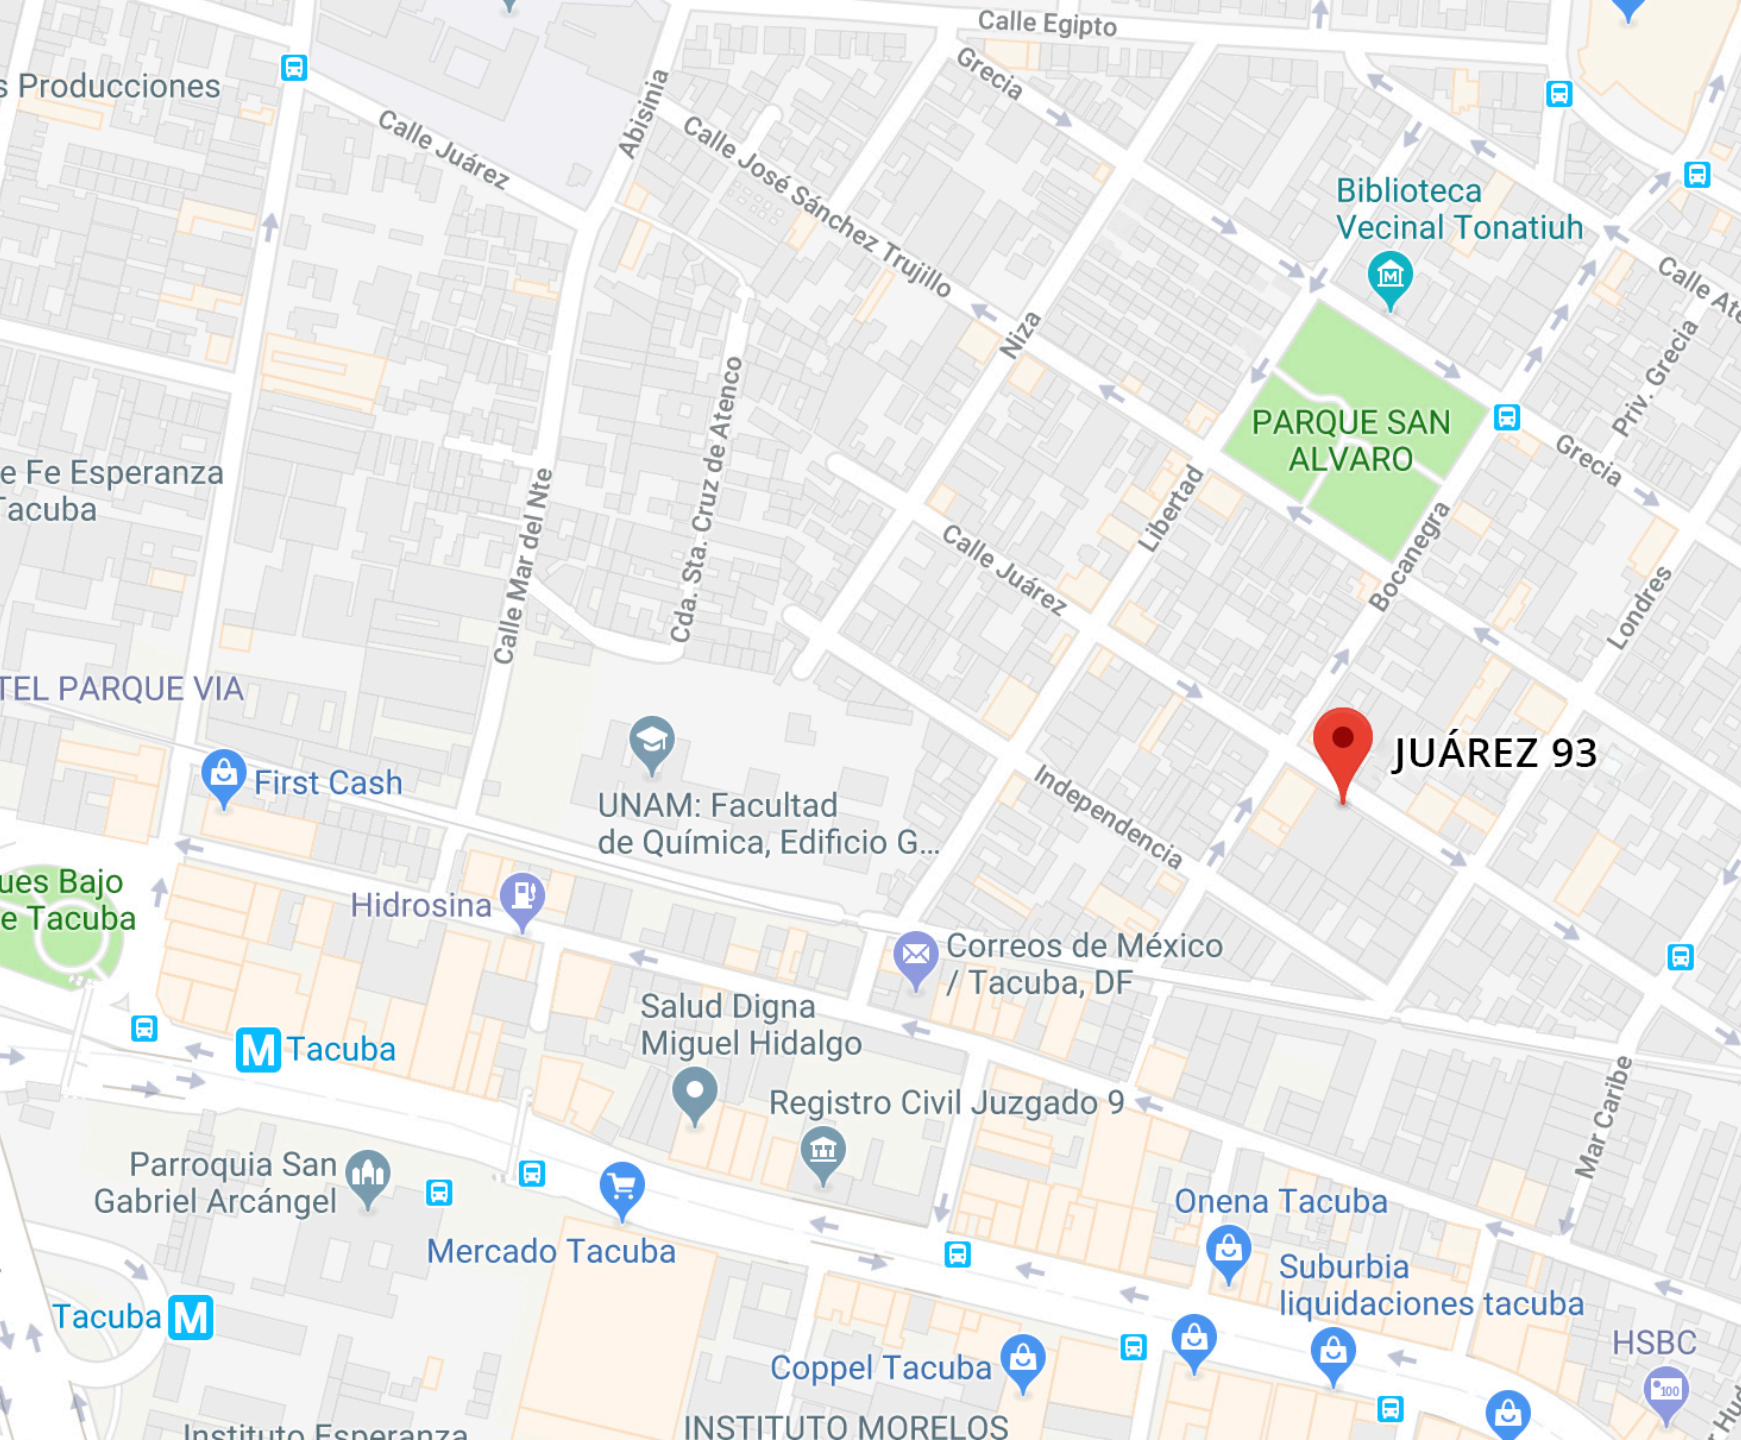 Calle Egipto
Grecia
s Producciones
Abisinia
Calle Juárez
Calle José Sánchez Trujillo
Biblioteca
Vecinal Tonatiuh
Calle Ate
Niza
Priv. Grecia
PARQUE SAN
ALVARO
Grecia
Cda. Sta. Cruz de Atenco
e Fe Esperanza
Tacuba
Calle Mar del Nte
Libertad
Calle Juárez
Bocanegra
Londres
TEL PARQUE VIA
JUÁREZ 93
First Cash
UNAM: Facultad
de Química, Edificio G...
Independencia
ues Bajo
e Tacuba
Hidrosina
Correos de México
/ Tacuba, DF
Salud Digna
Miguel Hidalgo
M Tacuba
Registro Civil Juzgado 9
Mar Caribe
Parroquia San
Gabriel Arcángel
Onena Tacuba
Mercado Tacuba
Suburbia
liquidaciones tacuba
Tacuba M
HSBC
Coppel Tacuba
100
INSTITUTO MORELOS
Instituto Esperanza